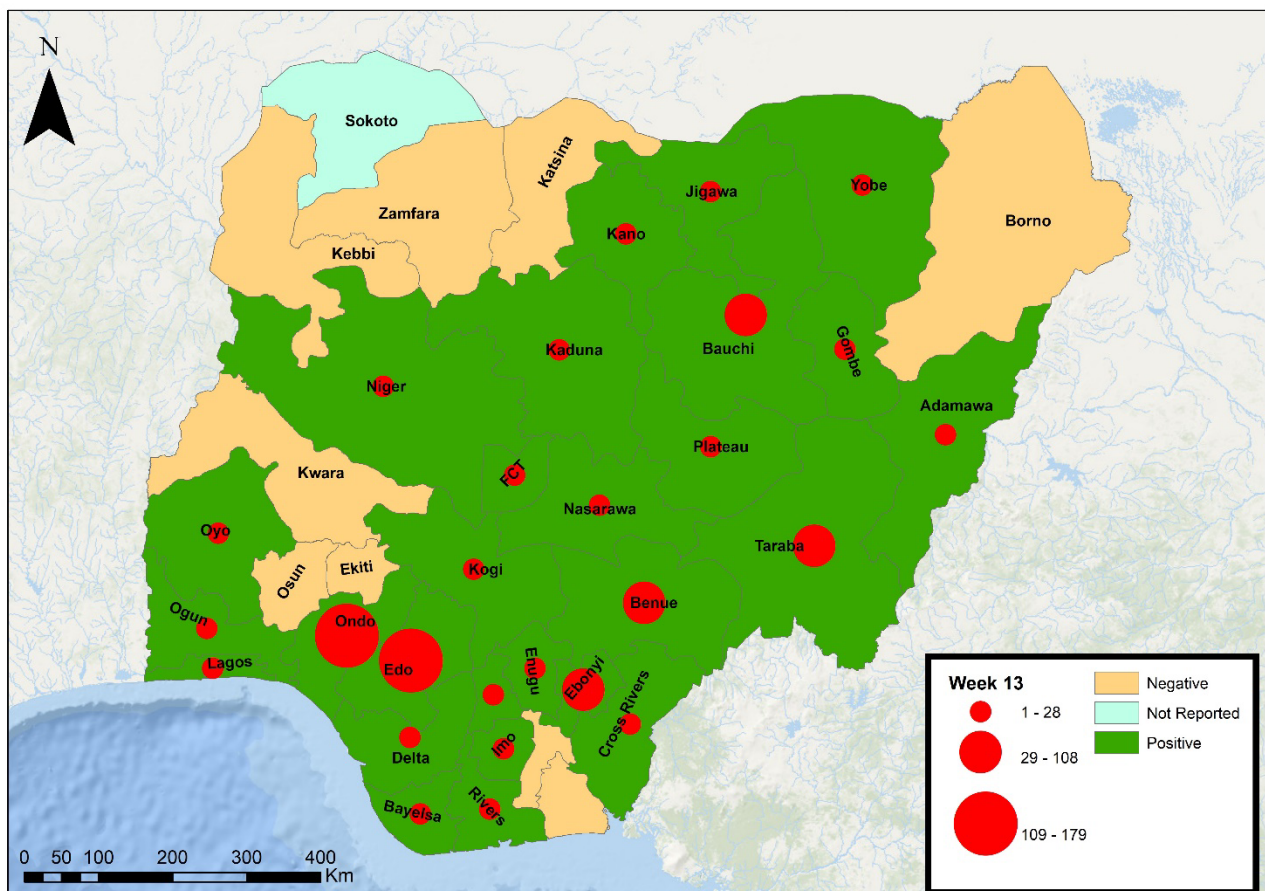 N
Sokoto
Katsina
Jigawa
Yobe
Zamfara
Borno
Kano
Kebbi
Bauchi
Gombe
Kaduna
Niger
Adamawa
Plateau
Kwara
FCT
Nasarawa
Oyo
Taraba
Osun
Ekiti
Kogi
Benue
Ogun
Ondo
Lagos
Edo
Enugu
Ebonyi
Cross Rivers
Delta
Imo
Bayelsa
Rivers
Week 13
1 - 28
29 - 108
109 - 179
Negative
Not Reported
Positive
0 50 100 200 300 400
Km